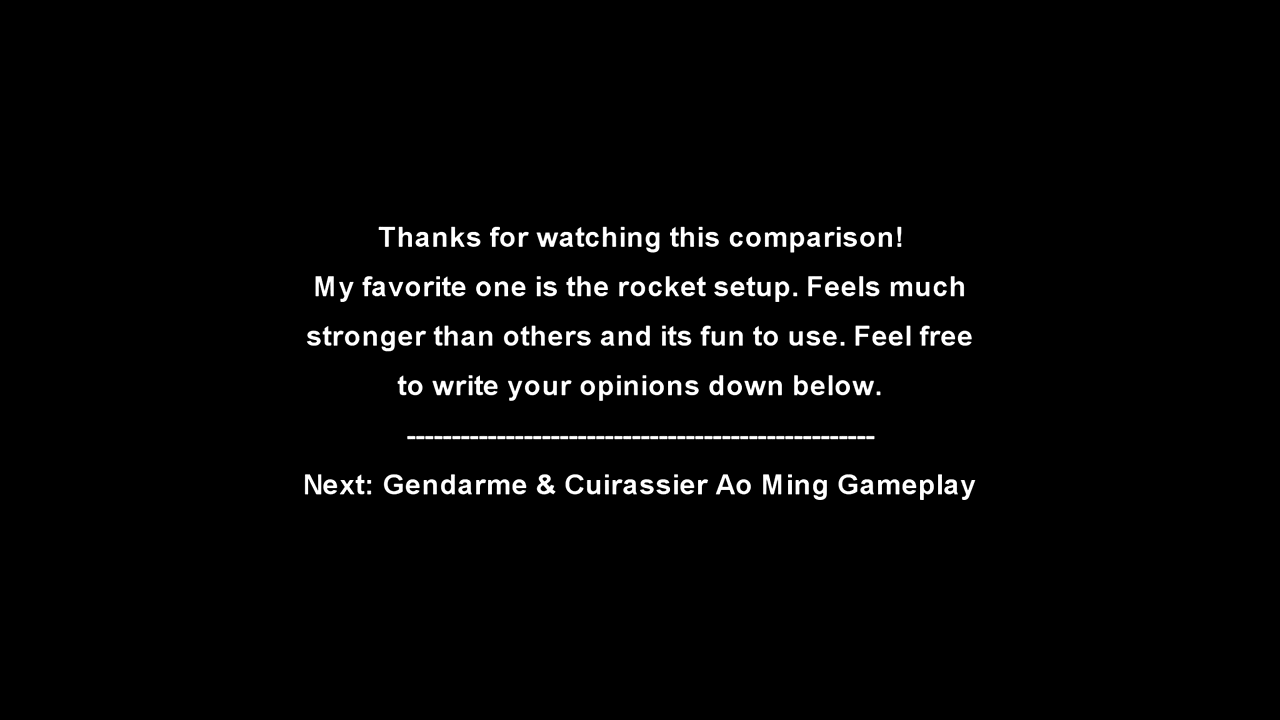 Thanks for watching this comparison!
My favorite one is the rocket setup. Feels much
stronger than others and its fun to use. Feel free
to write your opinions down below.
----------------------------------------------------
Next: Gendarme & Cuirassier Ao Ming Gameplay